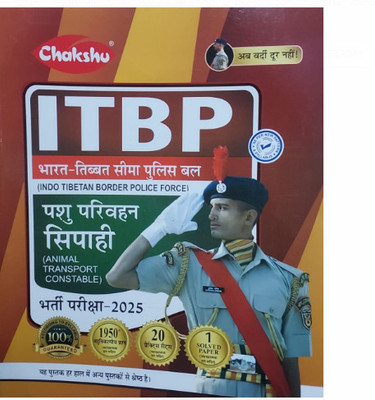 Chakshu
अब वर्दी दूर नहीं!
ITBP
भारत-तिब्बत सीमा पुलिस बल
(INDO TIBETAN BORDER POLICE FORCE)
पशु परिवहन
सिपाही
(ANIMAL
TRANSPORT
CONSTABLE)
भर्ती परीक्षा-2025
100%
GUARANTEED
1950+
20
प्रैक्टिस सैट्स
1
SOLVED
PAPER
यह पुस्तक हर हाल में अन्य पुस्तकों से श्रेष्ठ है।